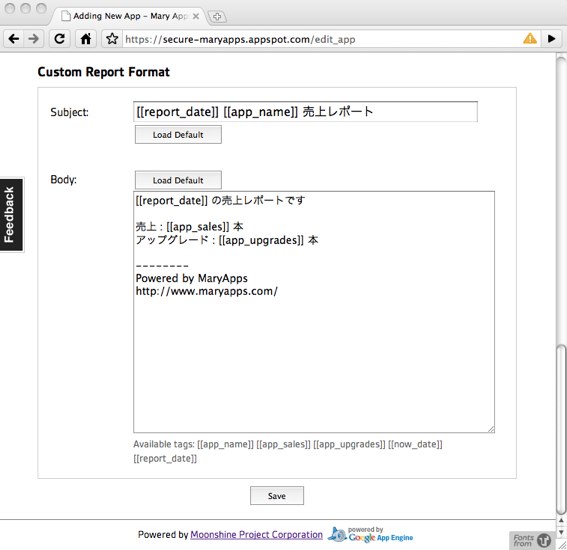 Adding New App – Mary App
https://secure-maryapps.appspot.com/edit_app
Custom Report Format
Subject:
[[report_date]] [[app_name]] 売上レポート
Load Default
Body:
Load Default
[[report_date]] の売上レポートです
売上 : [[app_sales]] 本
アップグレード : [[app_upgrades]] 本
--------
Powered by MaryApps
http://www.maryapps.com/
Available tags: [[app_name]] [[app_sales]] [[app_upgrades]] [[now_date]]
[[report_date]]
Save
Feedback
Powered by Moonshine Project Corporation
powered by
Google App Engine
Fonts
from